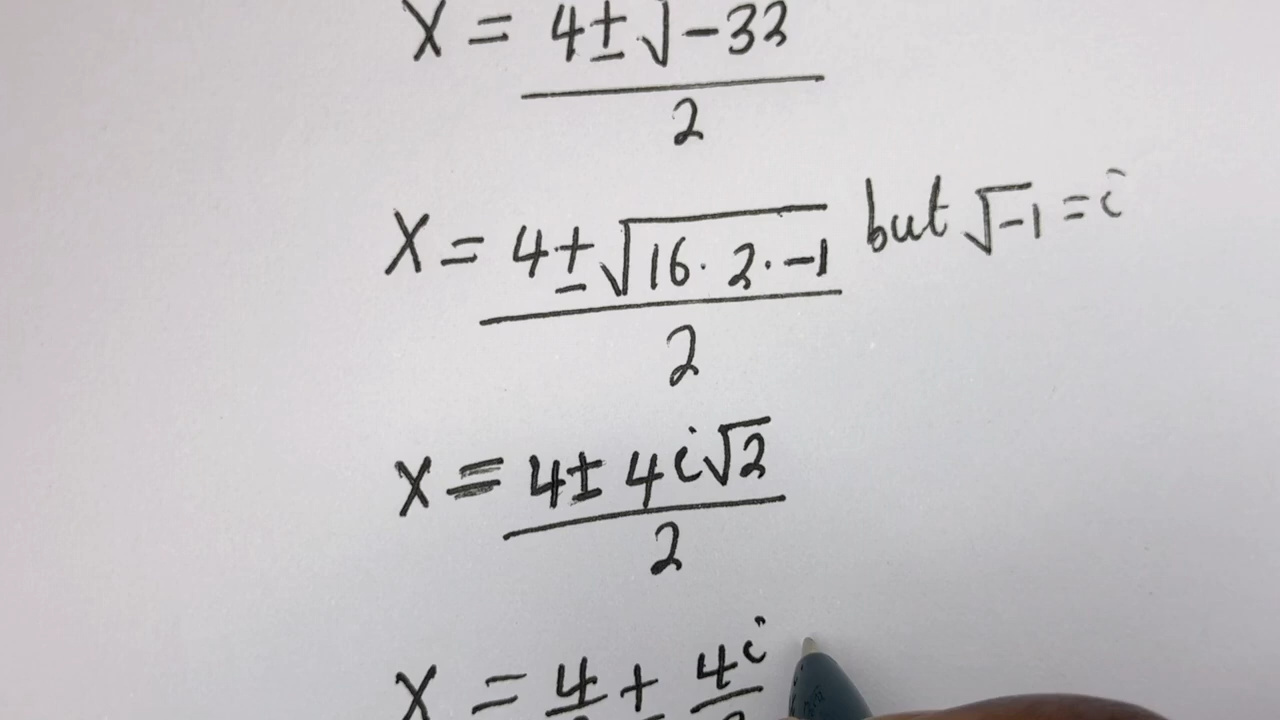 X = 4±√-32
2
X = 4±√16·2·-1 but √-1 = i
2
X = 4± 4i√2
2
X = 4 ± 4i